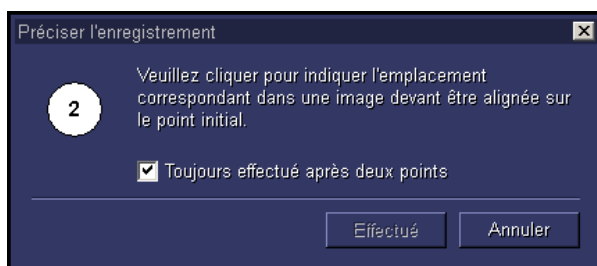 Préciser l'enregistrement
Veuillez cliquer pour indiquer l'emplacement
correspondant dans une image devant être alignée sur
le point initial.
2
Toujours effectué après deux points
Effectué
Annuler